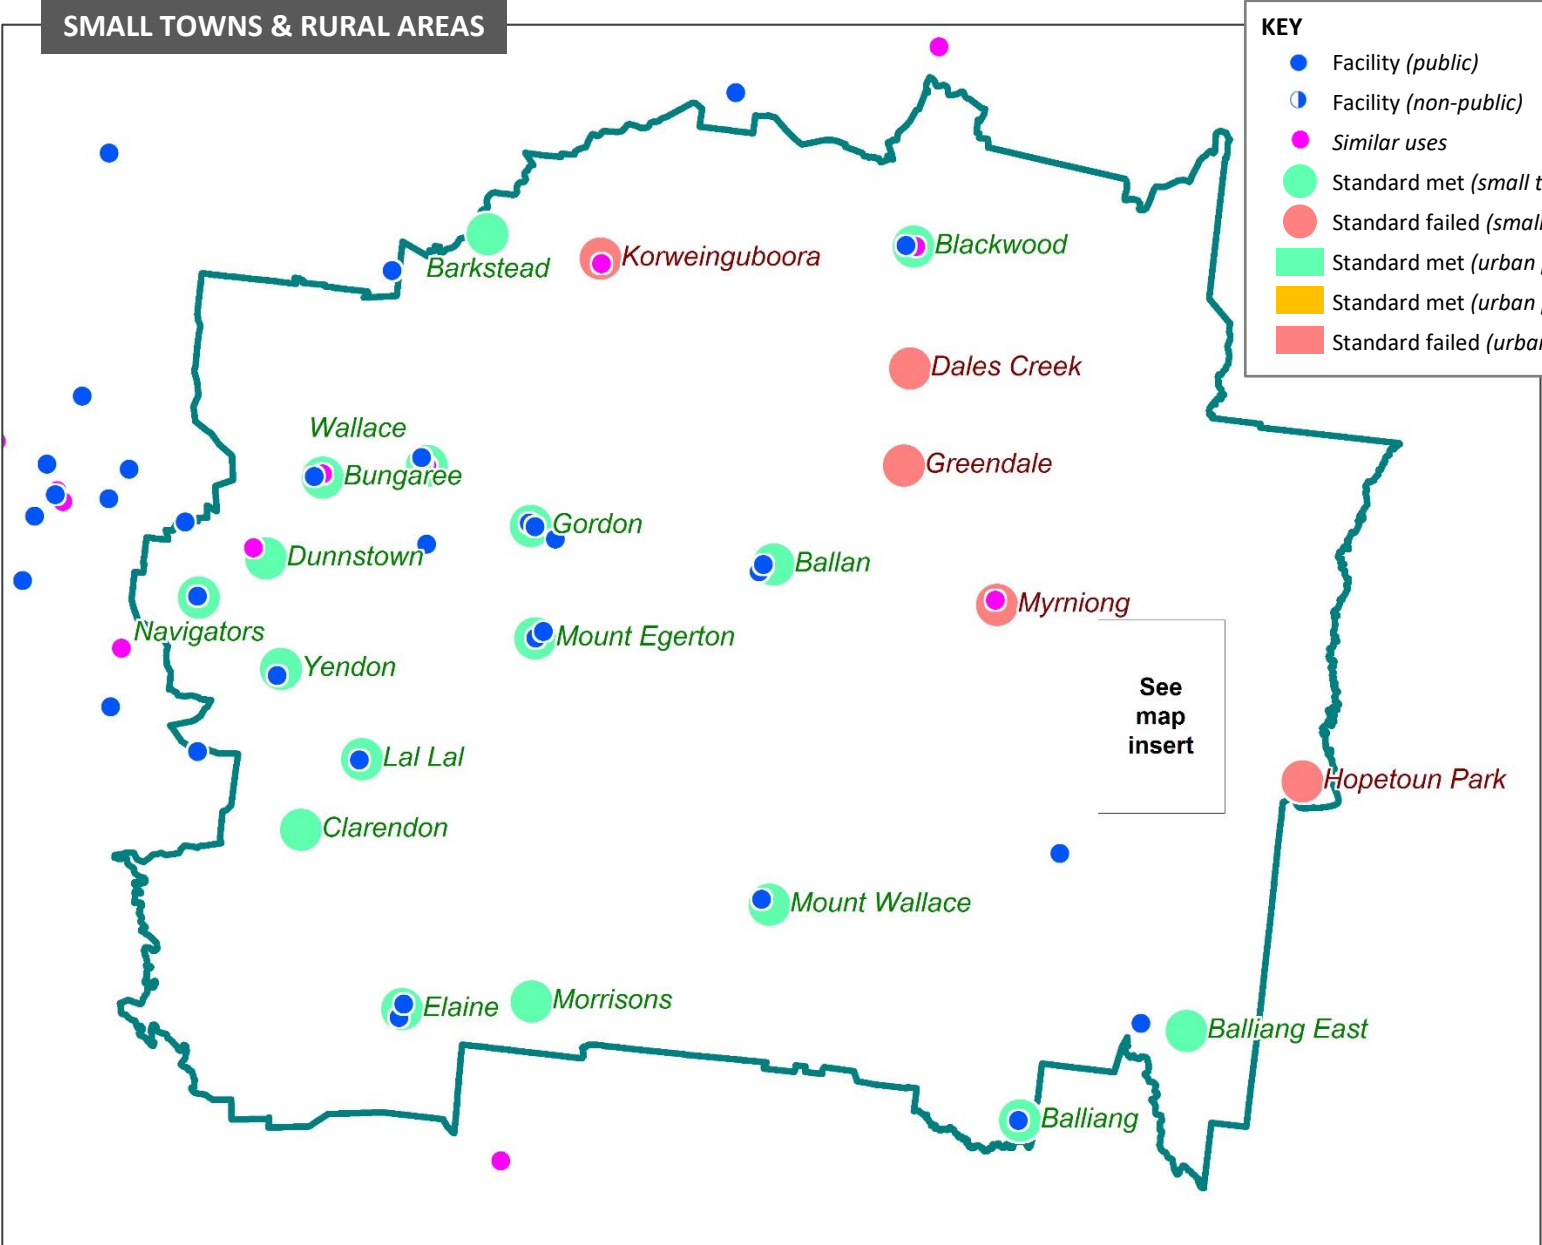 SMALL TOWNS & RURAL AREAS
KEY
Facility (public)
Facility (non-public)
Similar uses
Standard met (small
Standard failed (small
Standard met (urban
Standard met (urban
Standard failed (urban
Barkstead
Korweinguboora
Blackwood
Dales Creek
Wallace
Bungaree
Greendale
Gordon
Dunnstown
Ballan
Myrniong
Navigators
Mount Egerton
Yendon
See
map
insert
Lal Lal
Hopetoun Park
Clarendon
Mount Wallace
Elaine
Morrisons
Balliang East
Balliang